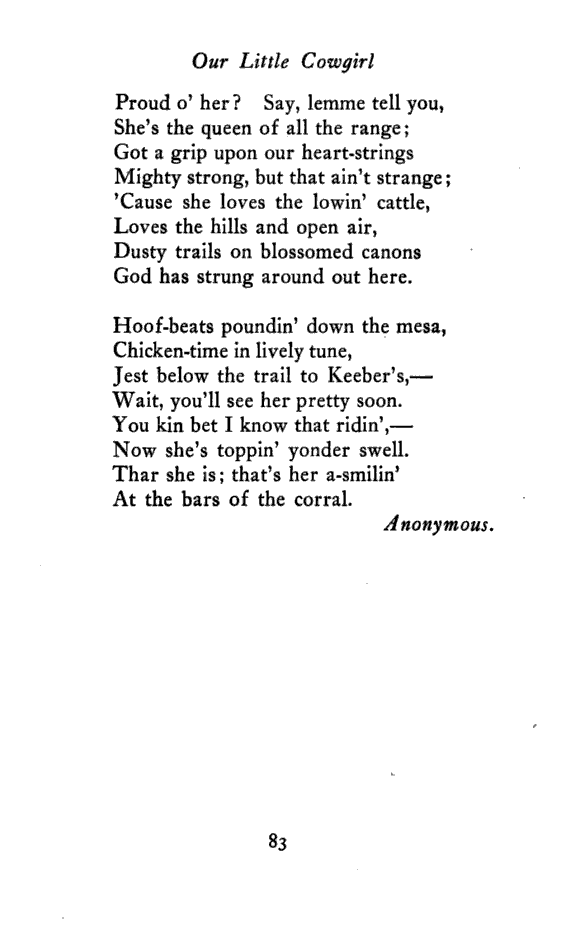 Our Little Cowgirl
Proud o' her? Say, lemme tell you,
She's the queen of all the range;
Got a grip upon our heart-strings
Mighty strong, but that ain't strange;
'Cause she loves the lowin' cattle,
Loves the hills and open air,
Dusty trails on blossomed canons
God has strung around out here.
Hoof-beats poundin' down the mesa,
Chicken-time in lively tune,
Jest below the trail to Keeber's,—
Wait, you'll see her pretty soon.
You kin bet I know that ridin',—
Now she's toppin' yonder swell.
Thar she is; that's her a-smilin'
At the bars of the corral.
Anonymous.
83